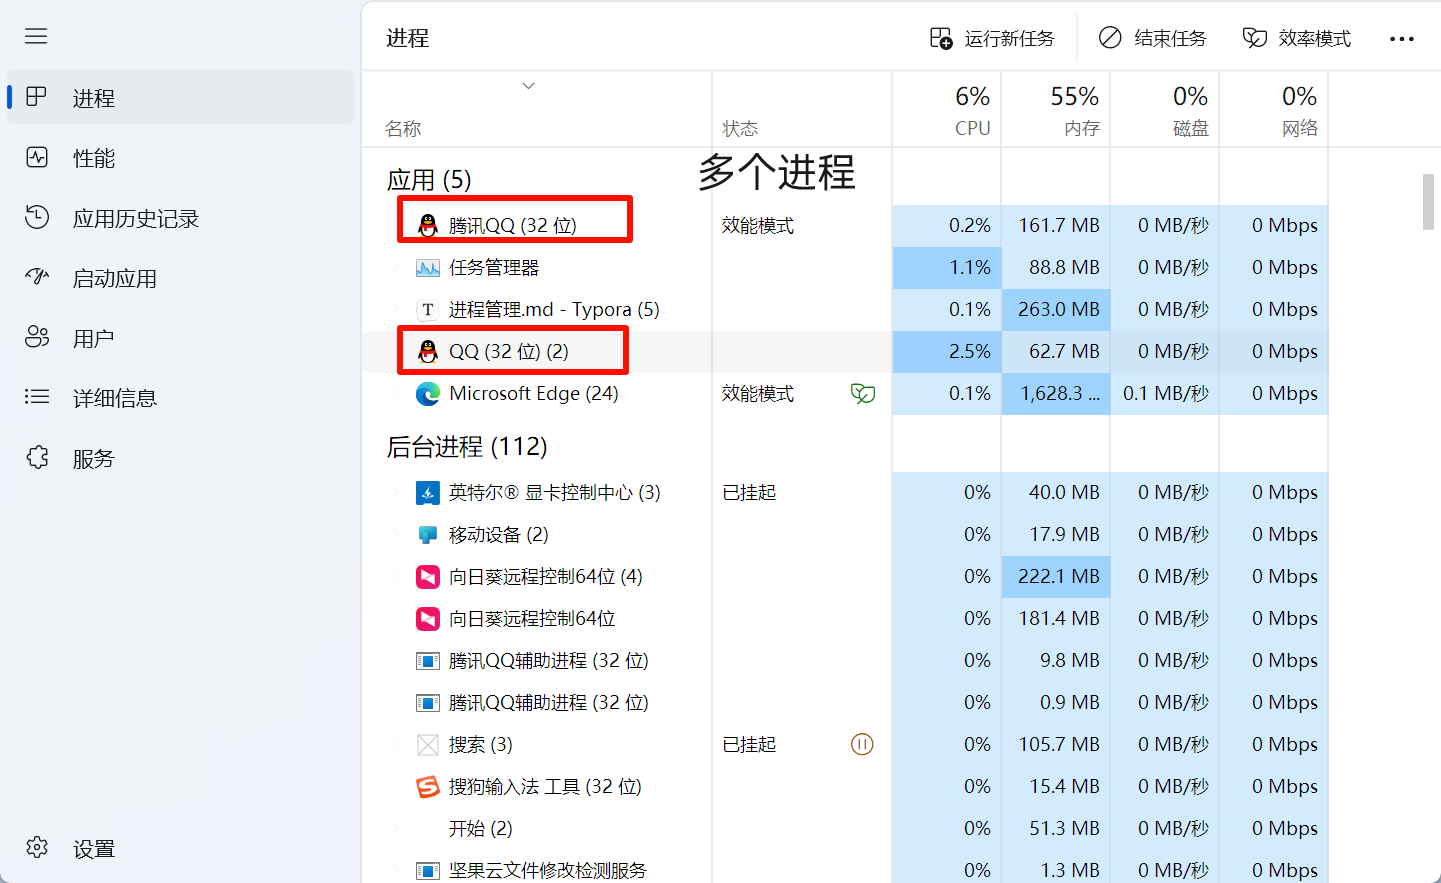 进程
运行新任务
结束任务
效率模式
进程
性能
应用历史记录
启动应用
用户
详细信息
服务
设置
6% 55% 0% 0%
名称 状态 CPU 内存 磁盘 网络
应用 (5)
多个进程
腾讯QQ (32 位) 效能模式 0.2% 161.7 MB 0 MB/秒 0 Mbps
任务管理器 1.1% 88.8 MB 0 MB/秒 0 Mbps
T 进程管理.md - Typora (5) 0.1% 263.0 MB 0 MB/秒 0 Mbps
QQ (32 位) (2) 2.5% 62.7 MB 0 MB/秒 0 Mbps
Microsoft Edge (24) 效能模式 0.1% 1,628.3 ... 0.1 MB/秒 0 Mbps
后台进程 (112)
英特尔® 显卡控制中心 (3) 已挂起 0% 40.0 MB 0 MB/秒 0 Mbps
移动设备 (2) 0% 17.9 MB 0 MB/秒 0 Mbps
向日葵远程控制64位 (4) 0% 222.1 MB 0 MB/秒 0 Mbps
向日葵远程控制64位 0% 181.4 MB 0 MB/秒 0 Mbps
腾讯QQ辅助进程 (32 位) 0% 9.8 MB 0 MB/秒 0 Mbps
腾讯QQ辅助进程 (32 位) 0% 0.9 MB 0 MB/秒 0 Mbps
搜索 (3) 已挂起 0% 105.7 MB 0 MB/秒 0 Mbps
搜狗输入法 工具 (32 位) 0% 15.4 MB 0 MB/秒 0 Mbps
开始 (2) 0% 51.3 MB 0 MB/秒 0 Mbps
坚果云文件修改检测服务 0% 1.3 MB 0 MB/秒 0 Mbps